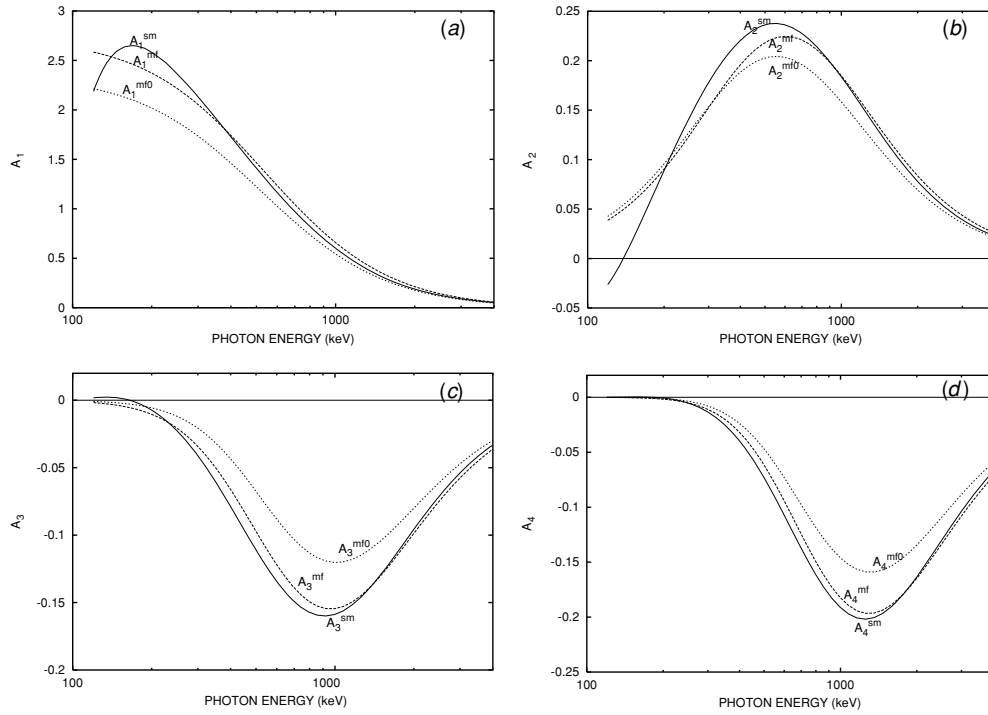 (a)
3
2.5
2
1.5
1
0.5
0
A1
A1sm
A1mf
A1mf0
100
1000
PHOTON ENERGY (keV)
(b)
0.25
0.2
0.15
0.1
0.05
0
0.05
A2
A2sm
A2mf
A2mf0
100
1000
PHOTON ENERGY (keV)
(c)
0
-0.05
-0.1
-0.15
-0.2
A3
A3mf0
A3mf
A3sm
100
1000
PHOTON ENERGY (keV)
(d)
0
-0.05
-0.1
-0.15
-0.2
-0.25
A4
A4mf0
A4mf
A4sm
100
1000
PHOTON ENERGY (keV)